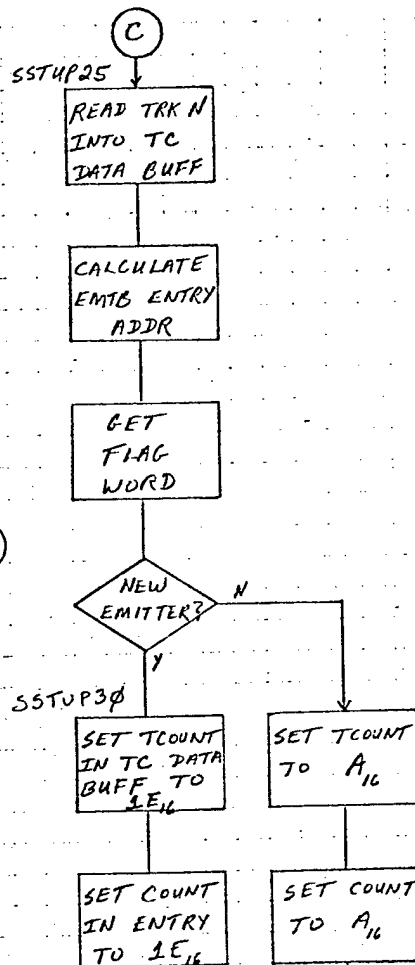 C
SSTUP25
READ TRK N
INTO TC
DATA BUFF
CALCULATE
EMTB ENTRY
ADDR
GET
FLAG
WORD
NEW
EMITTER?
N
Y
SSTUP3Ø
SET TCOUNT
IN TC DATA
BUFF TO
1E₁₆
SET TCOUNT
TO A₁₆
SET COUNT
IN ENTRY
TO 1E₁₆
SET COUNT
TO A₁₆